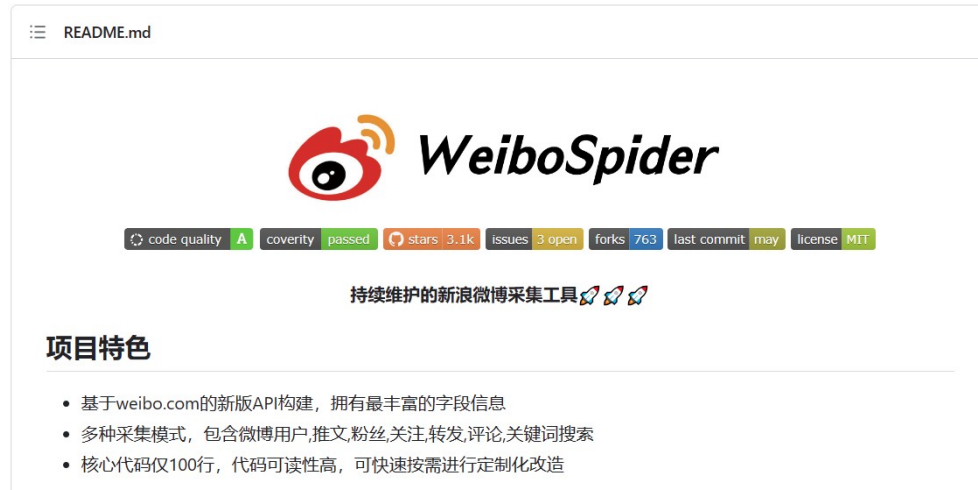 README.md
WeiboSpider
code quality A coverity passed stars 3.1k issues 3 open forks 763 last commit may license MIT
持续维护的新浪微博采集工具🚀🚀🚀
项目特色
基于weibo.com的新版API构建，拥有最丰富的字段信息
多种采集模式，包含微博用户,推文,粉丝,关注,转发,评论,关键词搜索
核心代码仅100行，代码可读性高，可快速按需进行定制化改造